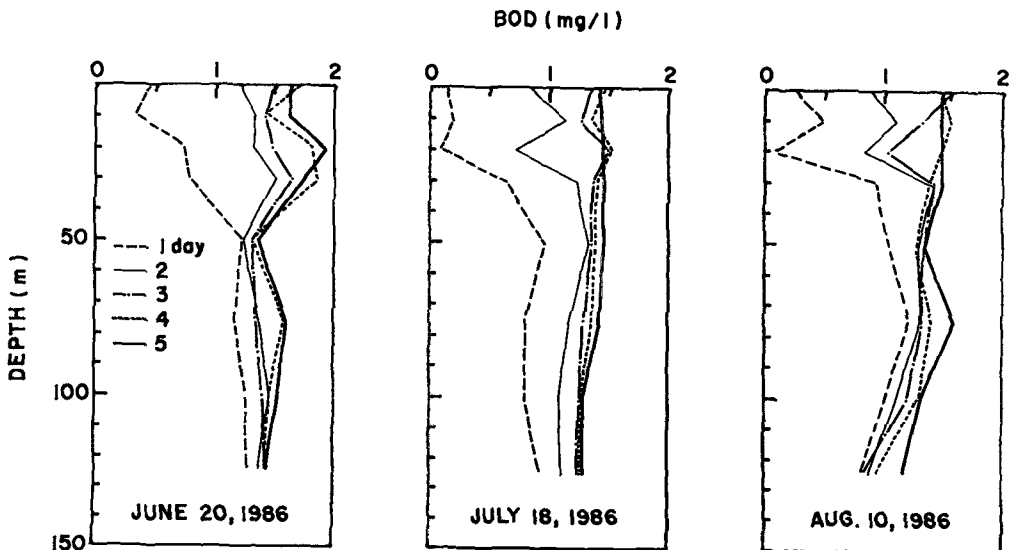 BOD (mg/l)
0 1 2
0 1 2
0 1 2
DEPTH (m)
50
100
150
1 day
2
3
4
5
JUNE 20, 1986
JULY 18, 1986
AUG. 10, 1986